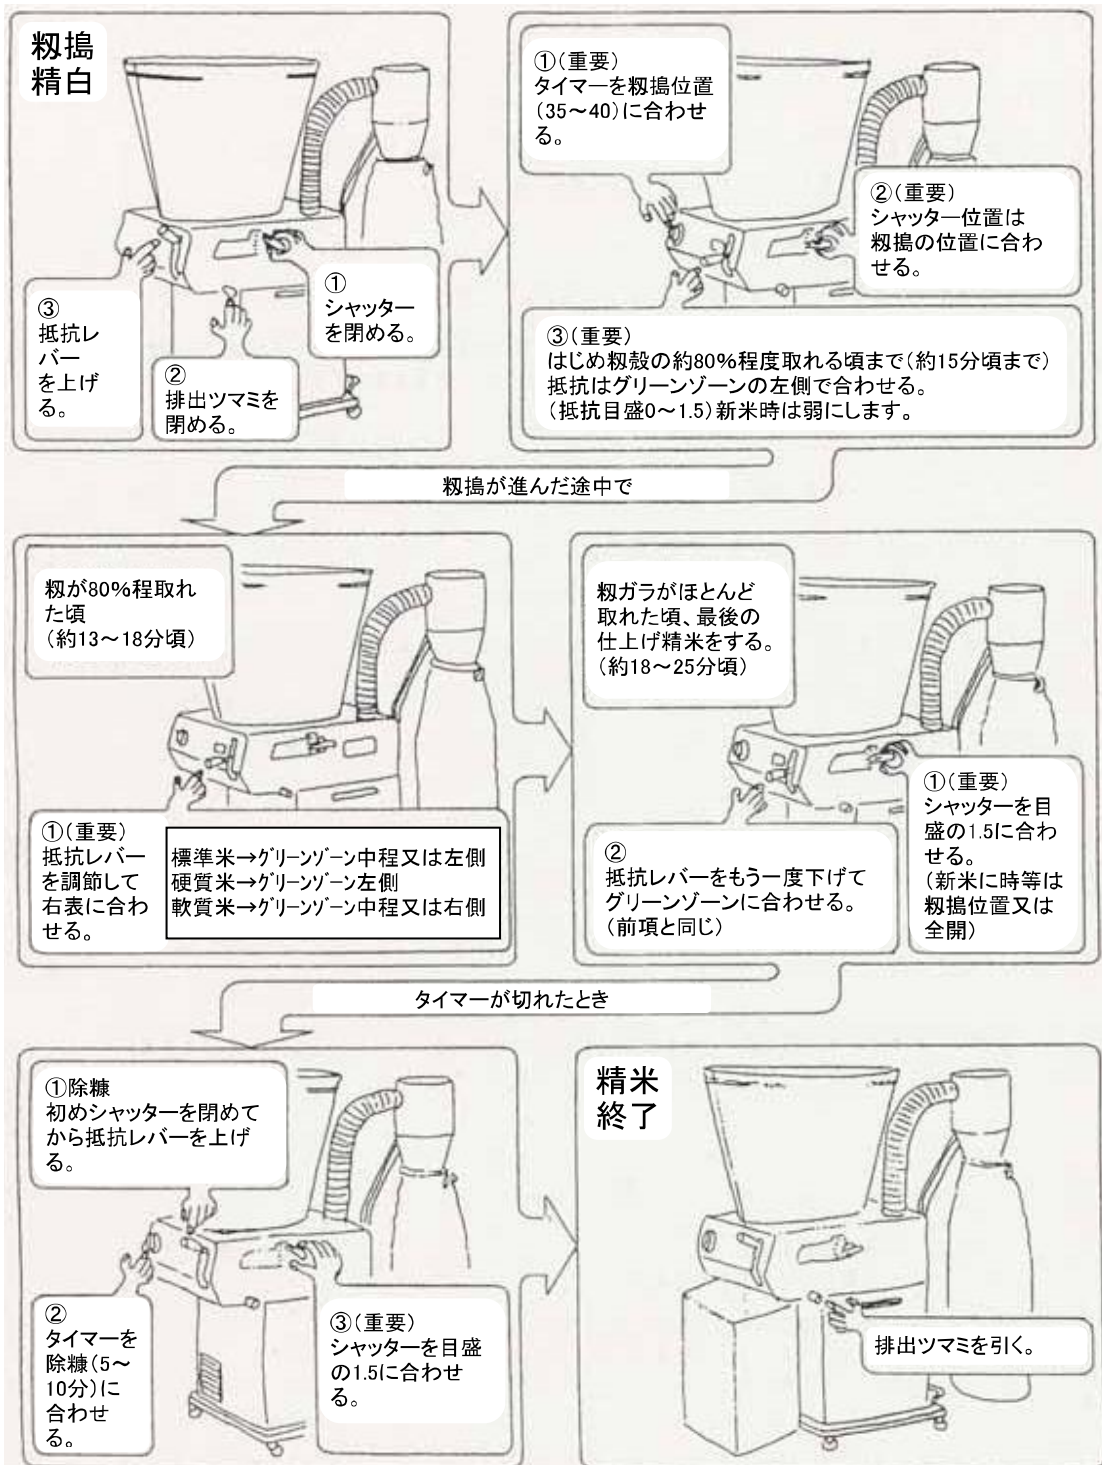 籾搗
精白
①
シャッター
を閉める。
②
排出ツマミを
閉める。
③
抵抗レ
バー
を上げ
る。
①(重要)
タイマーを籾搗位置
(35～40)に合わせ
る。
②(重要)
シャッター位置は
籾搗の位置に合わ
せる。
③(重要)
はじめ籾殻の約80%程度取れる頃まで(約15分頃まで)
抵抗はグリーンゾーンの左側で合わせる。
(抵抗目盛0～1.5)新米時は弱にします。
籾搗が進んだ途中で
籾が80%程取れ
た頃
(約13～18分頃)
①(重要)
抵抗レバー
を調節して
右表に合わ
せる。
標準米→ｸﾞﾘｰﾝｿﾞｰﾝ中程又は左側
硬質米→ｸﾞﾘｰﾝｿﾞｰﾝ左側
軟質米→ｸﾞﾘｰﾝｿﾞｰﾝ中程又は右側
籾ガラがほとんど
取れた頃、最後の
仕上げ精米をする。
(約18～25分頃)
①(重要)
シャッターを目
盛の1.5に合わ
せる。
(新米に時等は
籾搗位置又は
全開)
②
抵抗レバーをもう一度下げて
グリーンゾーンに合わせる。
(前項と同じ)
タイマーが切れたとき
①除糠
初めシャッターを閉めて
から抵抗レバーを上げ
る。
②
タイマーを
除糠(5～
10分)に
合わせ
る。
③(重要)
シャッターを目盛
の1.5に合わせ
る。
精米
終了
排出ツマミを引く。